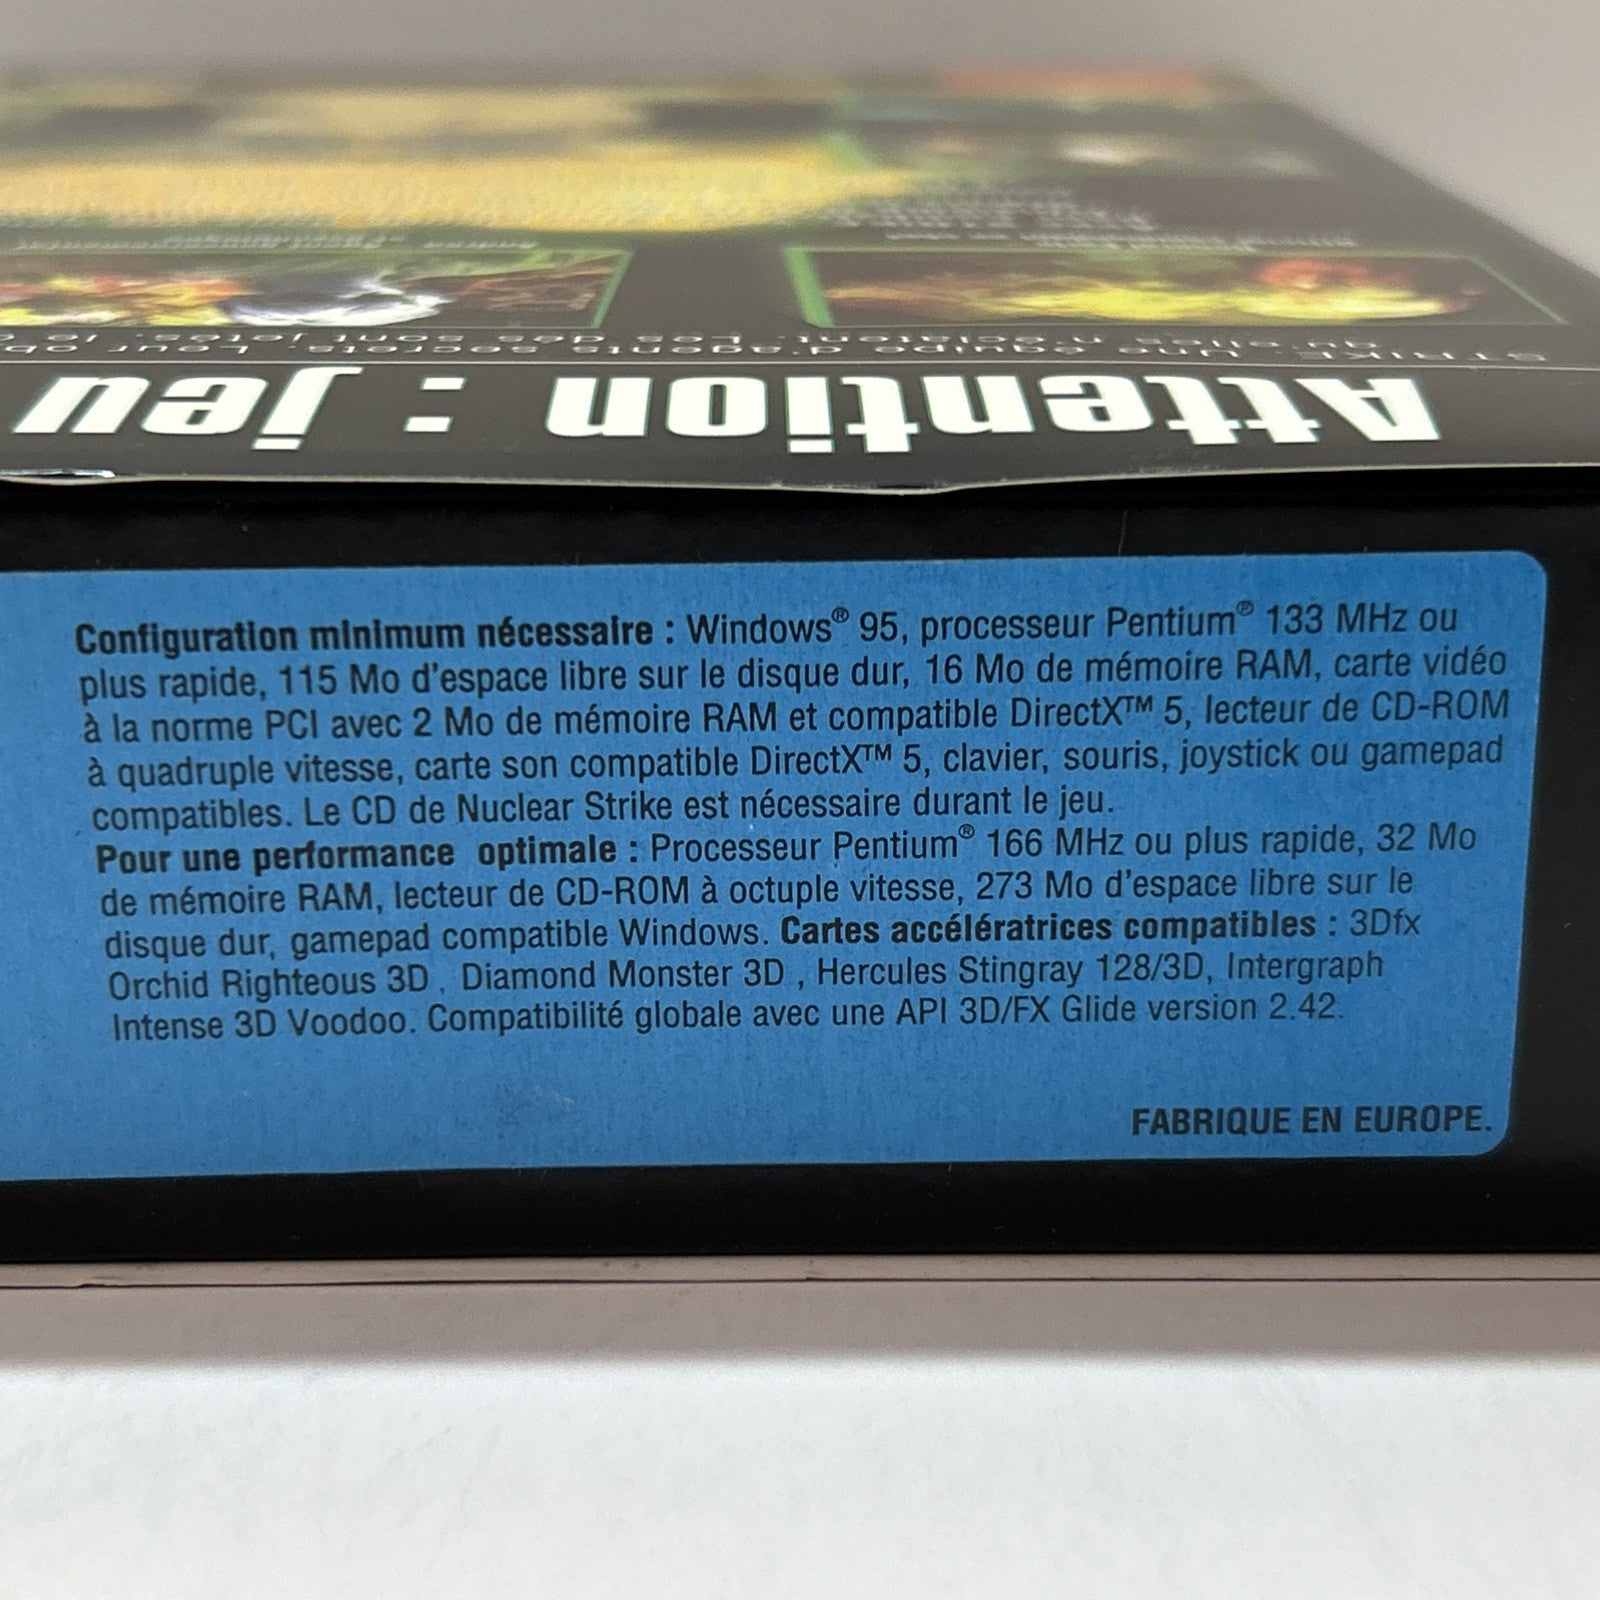 STRIKE. Une équipe d'agents secrets. Leur
Attention : jeu
Configuration minimum nécessaire : Windows® 95, processeur Pentium® 133 MHz ou
plus rapide, 115 Mo d'espace libre sur le disque dur, 16 Mo de mémoire RAM, carte vidéo
à la norme PCI avec 2 Mo de mémoire RAM et compatible DirectX™ 5, lecteur de CD-ROM
à quadruple vitesse, carte son compatible DirectX™ 5, clavier, souris, joystick ou gamepad
compatibles. Le CD de Nuclear Strike est nécessaire durant le jeu.
Pour une performance optimale : Processeur Pentium® 166 MHz ou plus rapide, 32 Mo
de mémoire RAM, lecteur de CD-ROM à octuple vitesse, 273 Mo d'espace libre sur le
disque dur, gamepad compatible Windows. Cartes accélératrices compatibles : 3Dfx
Orchid Righteous 3D , Diamond Monster 3D , Hercules Stingray 128/3D, Intergraph
Intense 3D Voodoo. Compatibilité globale avec une API 3D/FX Glide version 2.42.
FABRIQUE EN EUROPE.